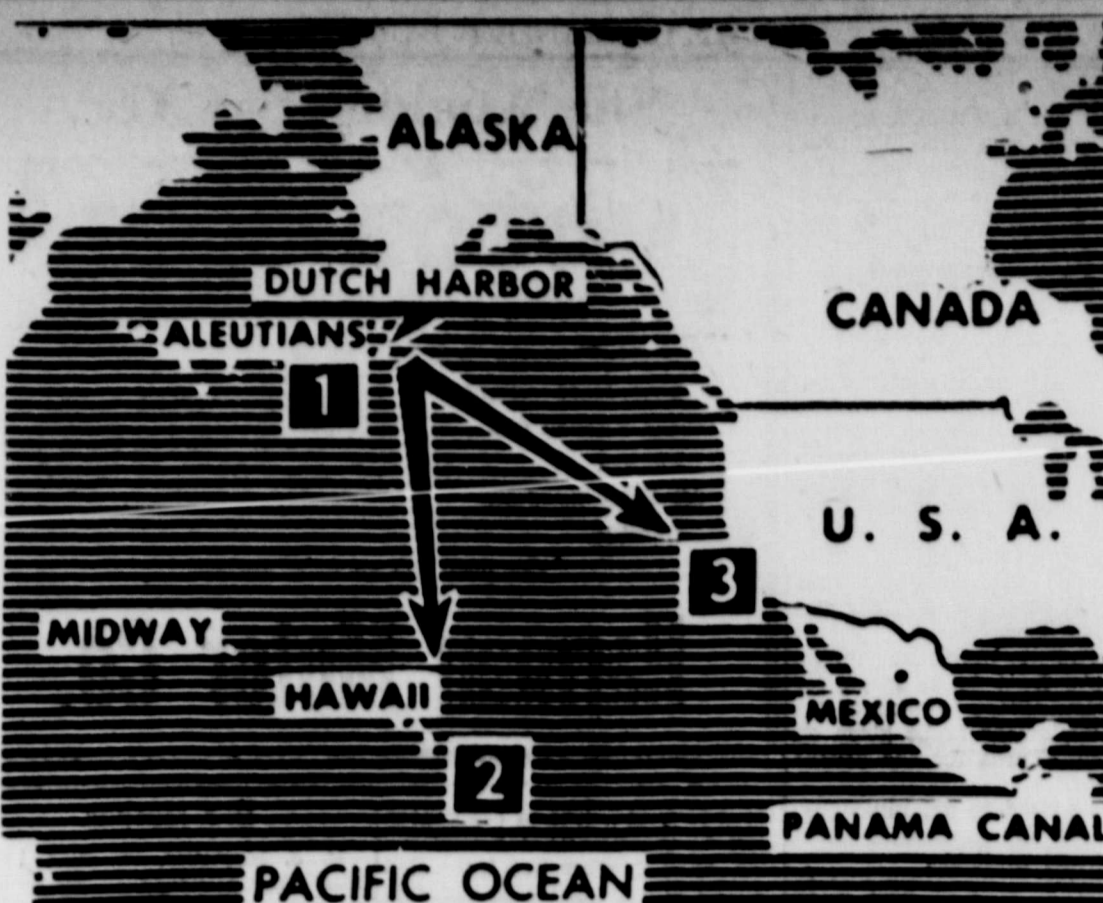 ALASKA
DUTCH HARBOR
CANADA
ALEUTIANS
1
U. S. A.
3
MIDWAY
HAWAII
MEXICO
2
PANAMA CANAL
PACIFIC OCEAN